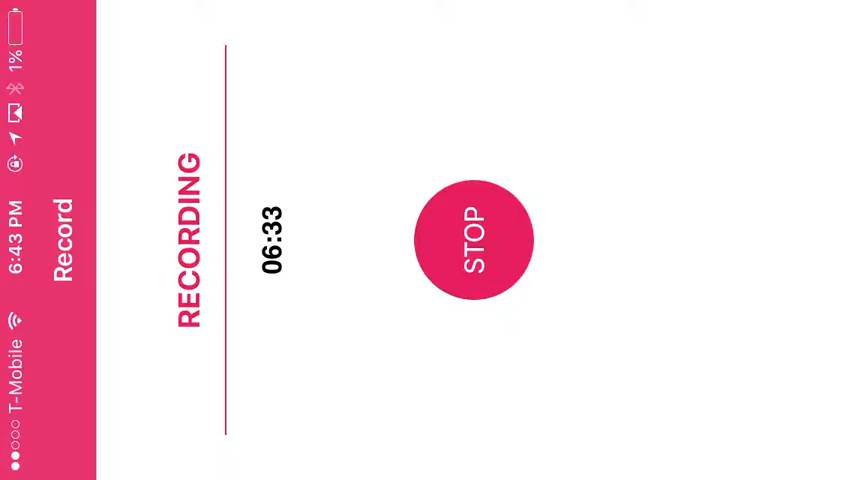 T-Mobile 6:43 PM 1%
Record
RECORDING
06:33
STOP